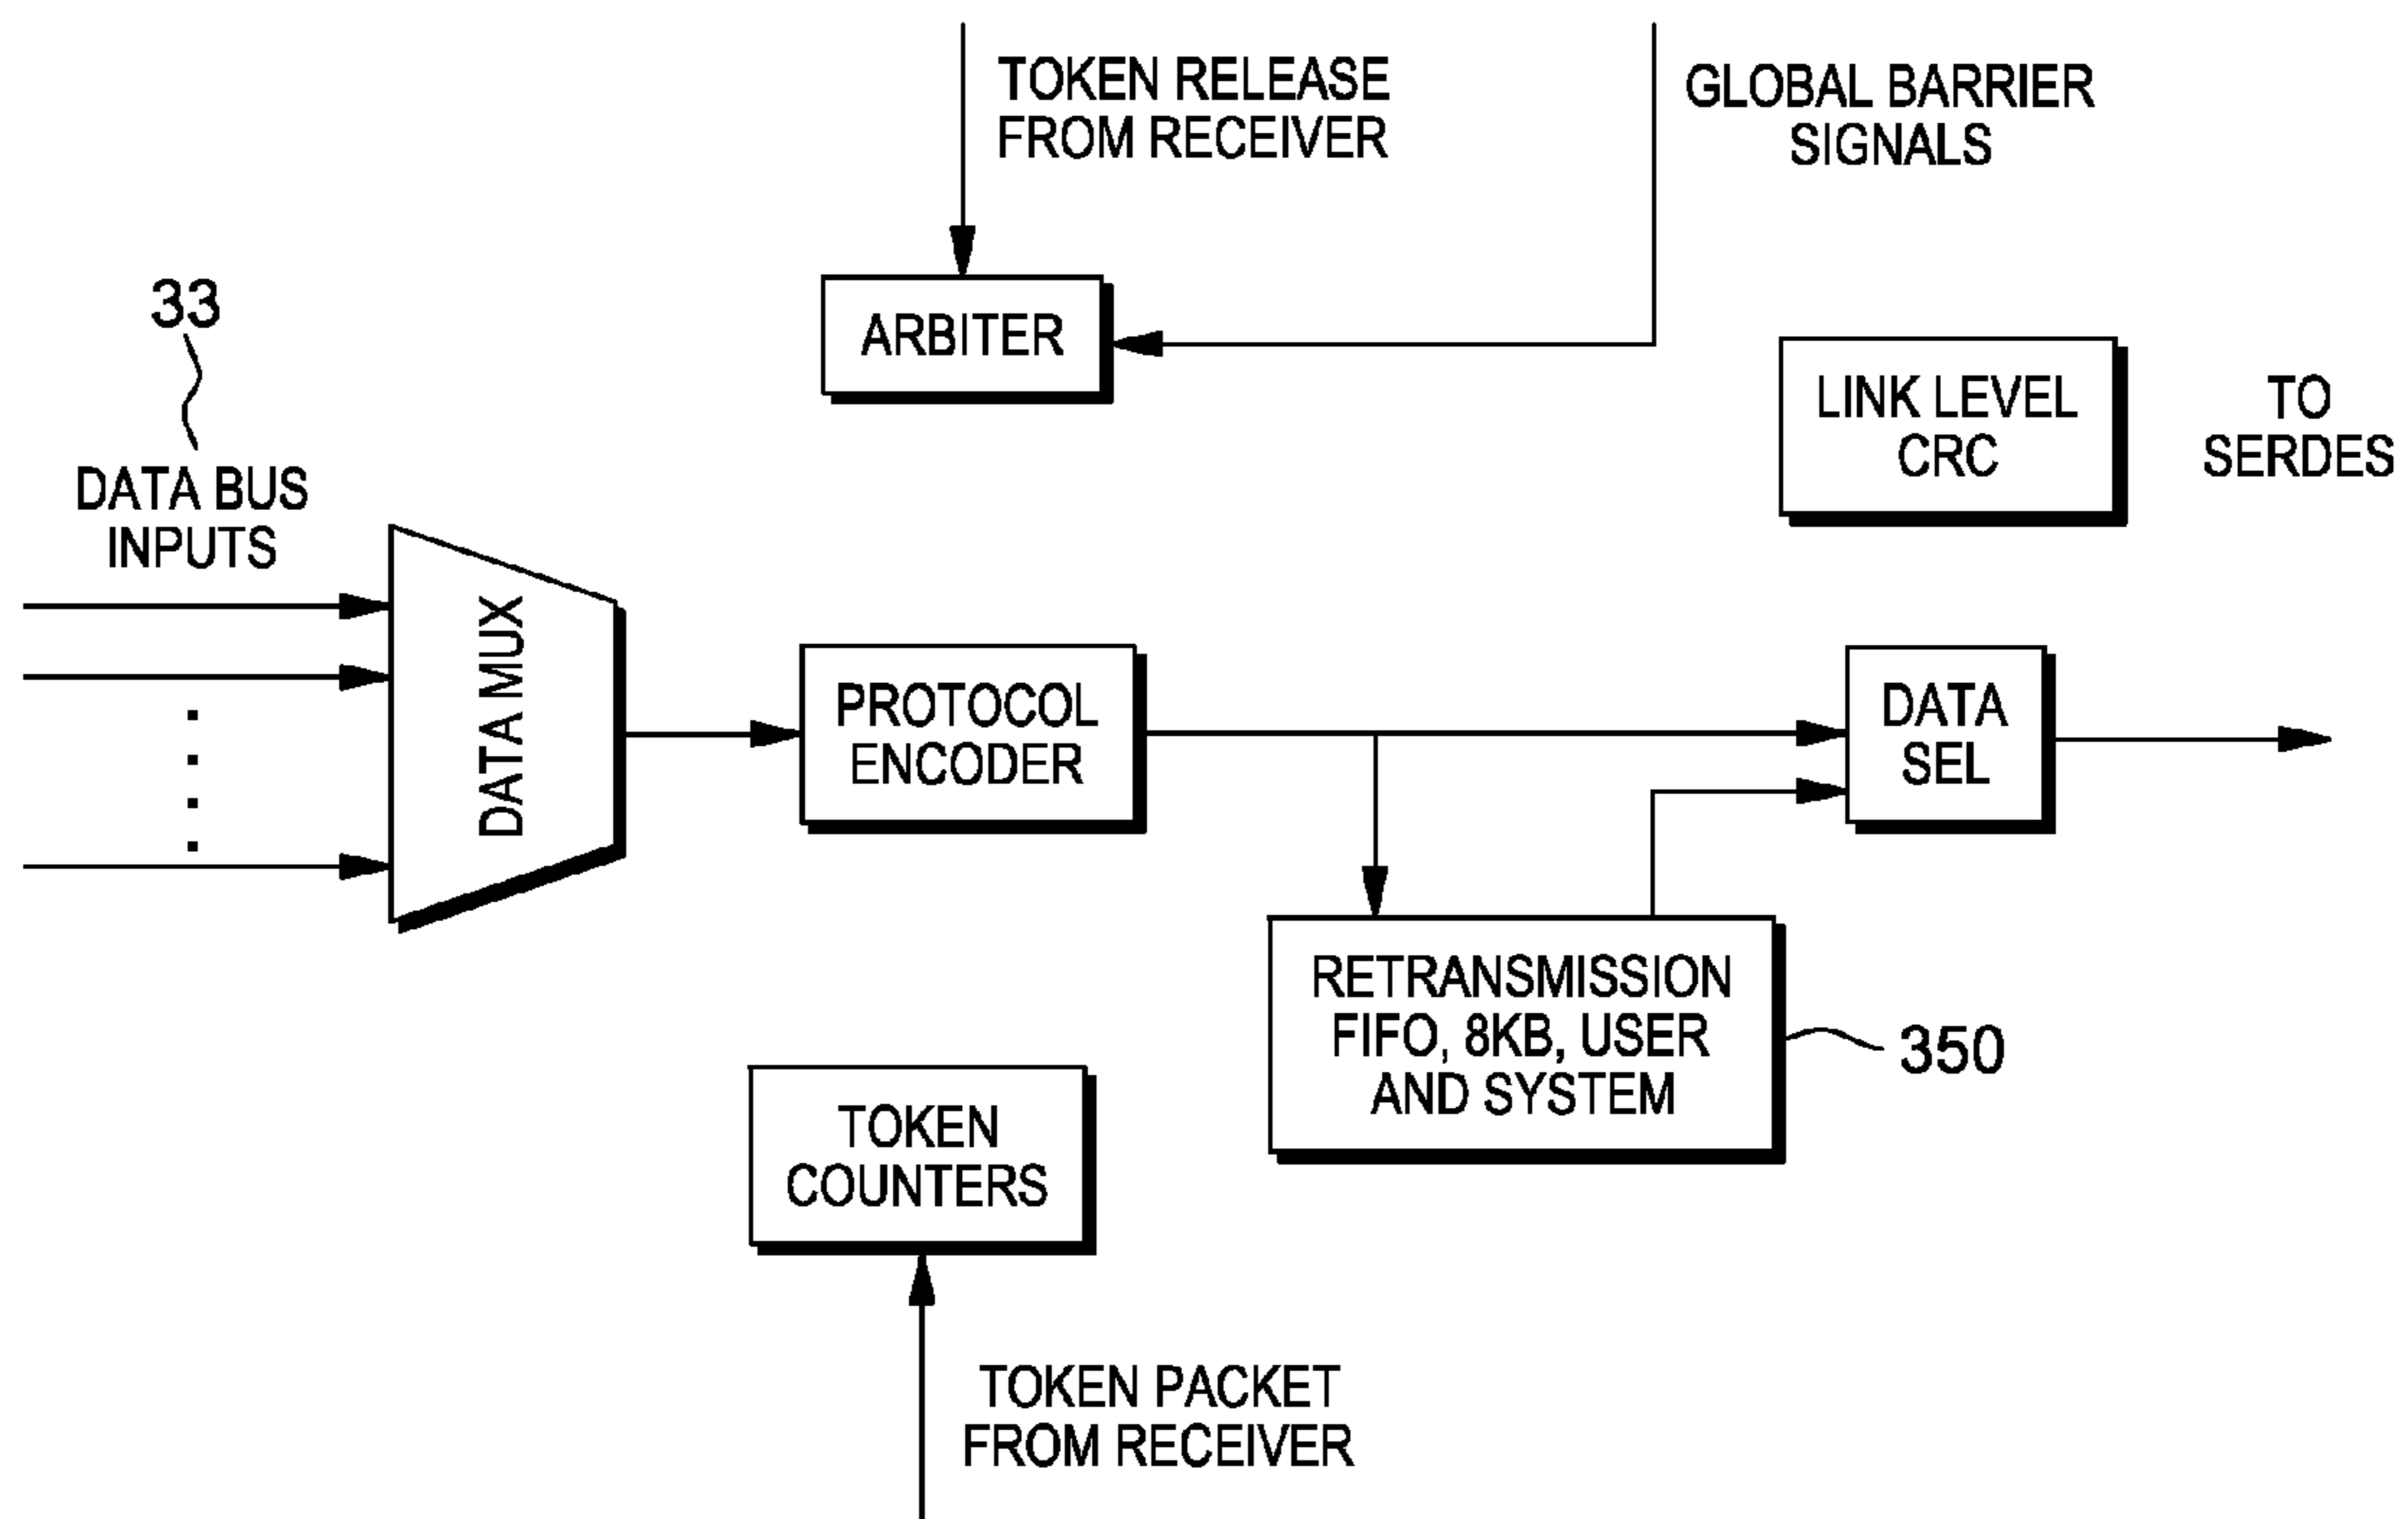 TOKEN RELEASE
FROM RECEIVER
GLOBAL BARRIER
SIGNALS
33
ARBITER
LINK LEVEL
CRC
TO
SERDES
DATA BUS
INPUTS
DATA MUX
PROTOCOL
ENCODER
DATA
SEL
RETRANSMISSION
FIFO, 8KB, USER
AND SYSTEM
350
TOKEN
COUNTERS
TOKEN PACKET
FROM RECEIVER